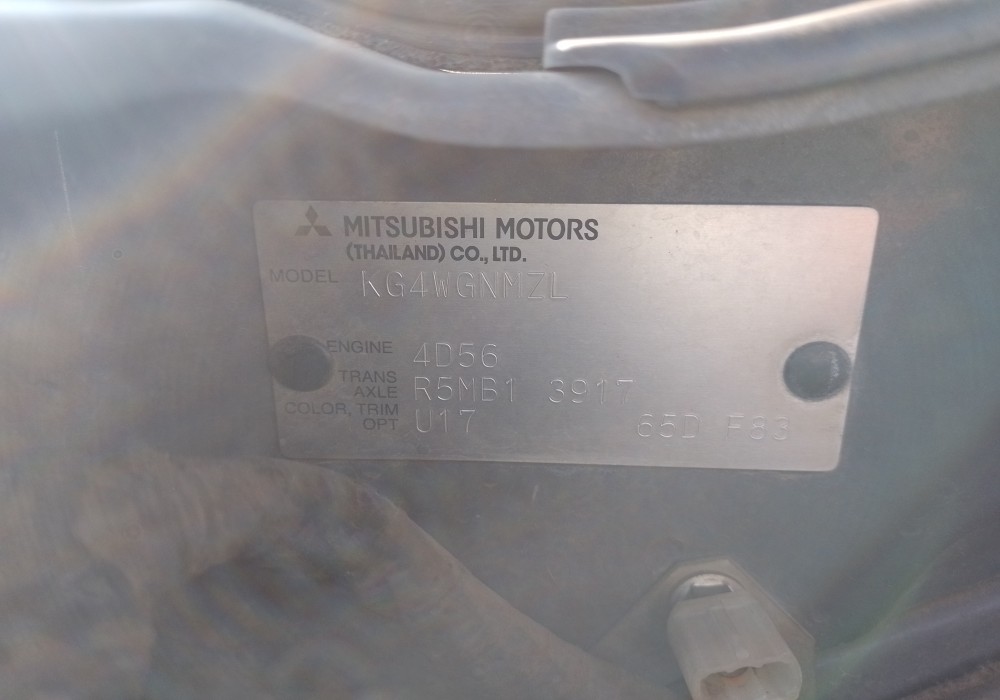 MITSUBISHI MOTORS
(THAILAND) CO., LTD.
MODEL KG4WGNMZL
ENGINE 4D56
TRANS AXLE R5MB1 3917
COLOR, TRIM OPT U17 65D F83